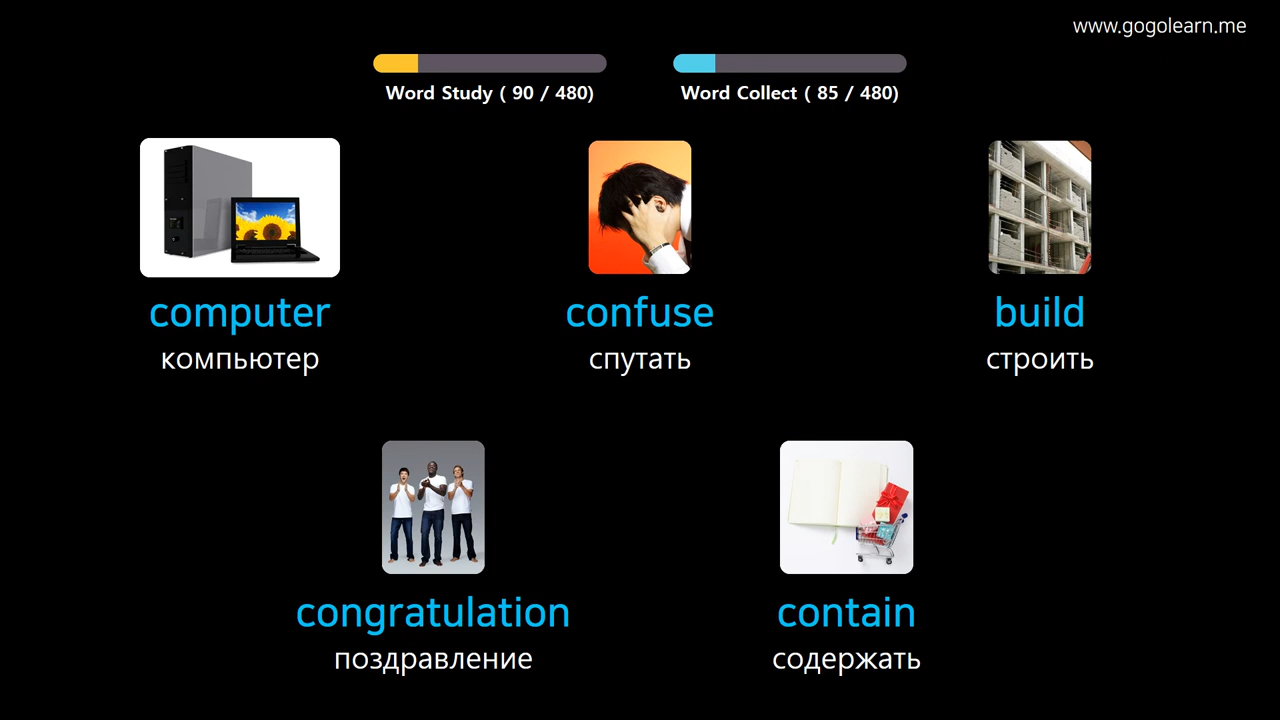 www.gogolearn.me
Word Study ( 90 / 480)
Word Collect ( 85 / 480)
computer
компьютер
confuse
спутать
build
строить
congratulation
поздравление
contain
содержать